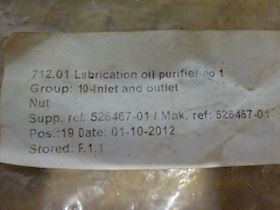 712.01 Lubrication oil purifier no 1
Group: 10-Inlet and outlet
Nut
Supp. ref: 526467-01 / Mak. ref: 526467-01
Pos.:19 Date: 01-10-2012
Stored: F.1.1